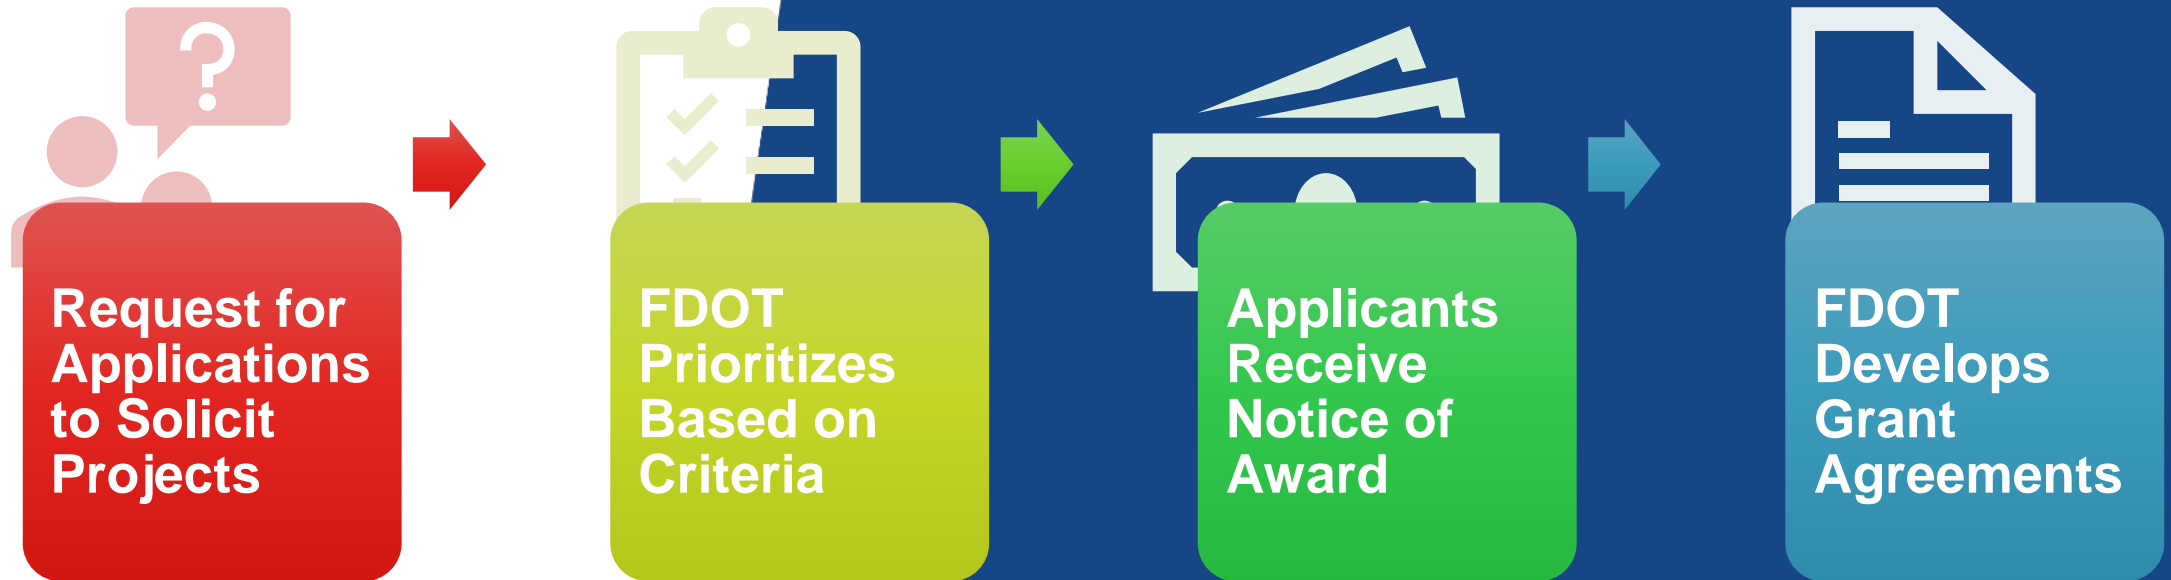 ?
Request for
Applications
to Solicit
Projects
FDOT
Prioritizes
Based on
Criteria
Applicants
Receive
Notice of
Award
FDOT
Develops
Grant
Agreements